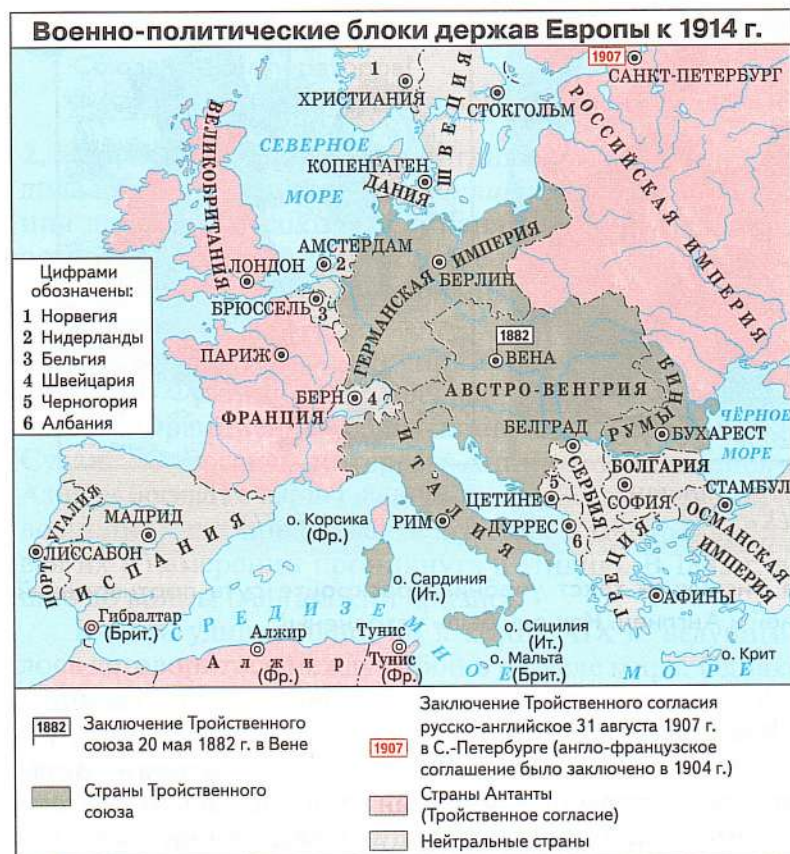 Военно-политические блоки держав Европы к 1914 г.
1907
САНКТ-ПЕТЕРБУРГ
1
ХРИСТИАНИЯ
ШВЕЦИЯ
СТОКГОЛЬМ
РОССИЙСКАЯ ИМПЕРИЯ
ВЕЛИКОБРИТАНИЯ
СЕВЕРНОЕ
МОРЕ
КОПЕНГАГЕН
ДАНИЯ
АМСТЕРДАМ
2
ЛОНДОН
ГЕРМАНСКАЯ ИМПЕРИЯ
БЕРЛИН
БРЮССЕЛЬ
3
Цифрами
обозначены:
1 Норвегия
2 Нидерланды
3 Бельгия
4 Швейцария
5 Черногория
6 Албания
1882
ПАРИЖ
ВЕНА
БЕРН
4
АВСТРО-ВЕНГРИЯ
ФРАНЦИЯ
РУМЫНИЯ
ЧЁРНОЕ
МОРЕ
БЕЛГРАД
БУХАРЕСТ
ИТАЛИЯ
СЕРБИЯ
БОЛГАРИЯ
5
ЦЕТИНЕ
СОФИЯ
СТАМБУЛ
ПОРТУГАЛИЯ
МАДРИД
ИСПАНИЯ
о. Корсика
(Фр.)
РИМ
ДУРРЕС
6
ОСМАНСКАЯ
ИМПЕРИЯ
ЛИССАБОН
о. Сардиния
(Ит.)
ГРЕЦИЯ
АФИНЫ
Гибралтар
(Брит.)
СРЕДИЗЕМНОЕ МОРЕ
о. Сицилия
(Ит.)
Алжир
Тунис
Алжир
(Фр.)
Тунис
(Фр.)
о. Мальта
(Брит.)
о. Крит
1882 Заключение Тройственного
союза 20 мая 1882 г. в Вене
Страны Тройственного
союза
1907 Заключение Тройственного согласия
русско-английское 31 августа 1907 г.
в С.-Петербурге (англо-французское
соглашение было заключено в 1904 г.)
Страны Антанты
(Тройственное согласие)
Нейтральные страны